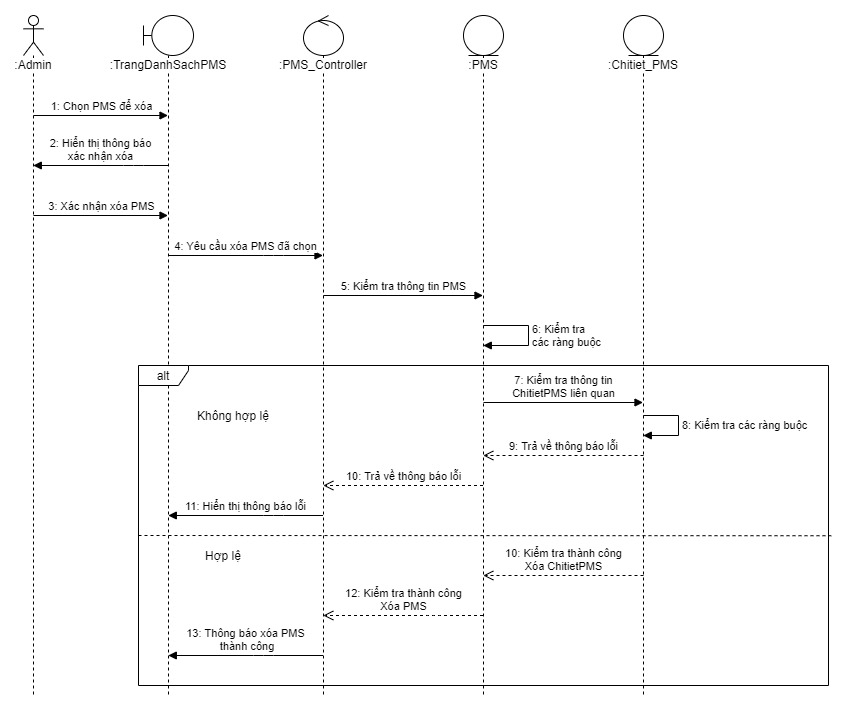 :Admin
:TrangDanhSachPMS
:PMS_Controller
:PMS
:Chitiet_PMS
1: Chọn PMS để xóa
2: Hiển thị thông báo
xác nhận xóa
3: Xác nhận xóa PMS
4: Yêu cầu xóa PMS đã chọn
5: Kiểm tra thông tin PMS
6: Kiểm tra
các ràng buộc
alt
7: Kiểm tra thông tin
ChitietPMS liên quan
Không hợp lệ
8: Kiểm tra các ràng buộc
9: Trả về thông báo lỗi
10: Trả về thông báo lỗi
11: Hiển thị thông báo lỗi
Hợp lệ
10: Kiểm tra thành công
Xóa ChitietPMS
12: Kiểm tra thành công
Xóa PMS
13: Thông báo xóa PMS
thành công